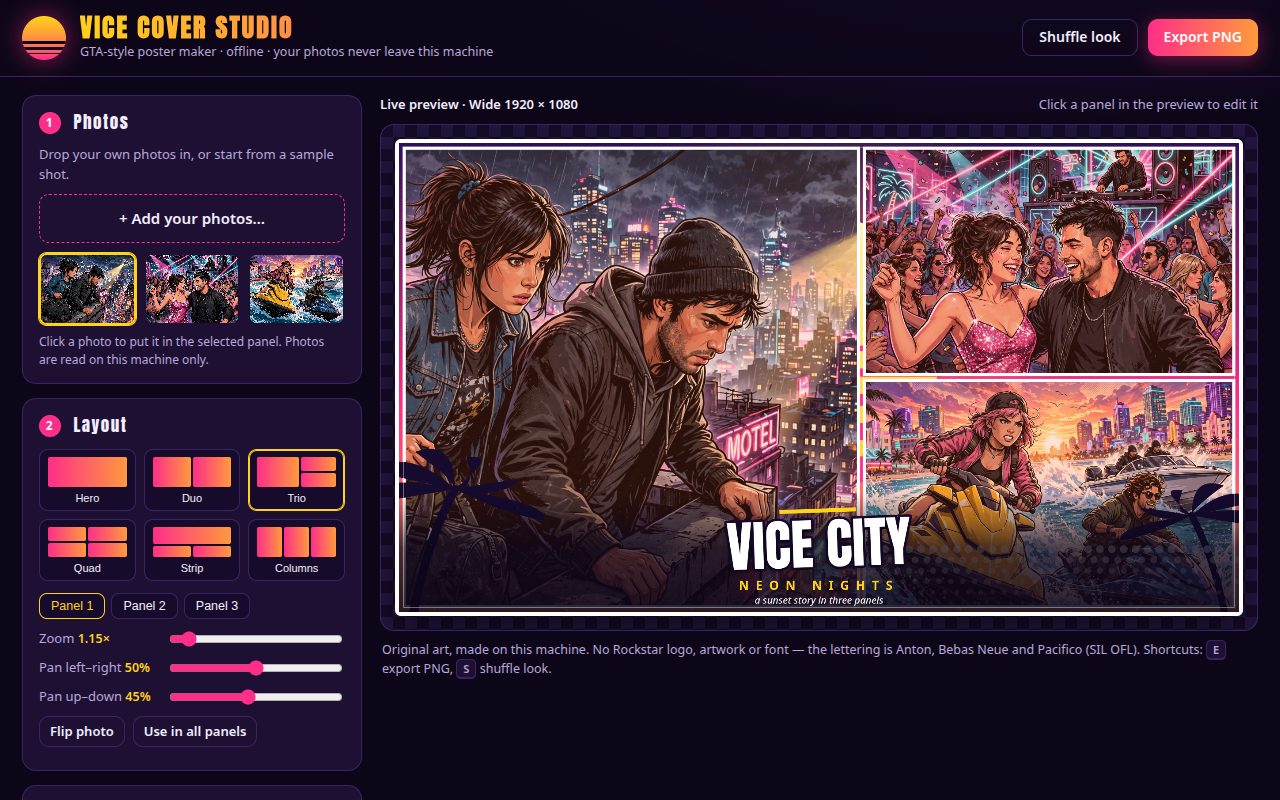 VICE COVER STUDIO
GTA-style poster maker · offline · your photos never leave this machine
Shuffle look
Export PNG
1 Photos
Drop your own photos in, or start from a sample
shot.
+ Add your photos...
Click a photo to put it in the selected panel. Photos
are read on this machine only.
2 Layout
Hero
Duo
Trio
Quad
Strip
Columns
Panel 1
Panel 2
Panel 3
Zoom 1.15×
Pan left–right 50%
Pan up–down 45%
Flip photo
Use in all panels
Live preview · Wide 1920 × 1080
Click a panel in the preview to edit it
MOTEL
VICE CITY
NEON NIGHTS
a sunset story in three panels
Original art, made on this machine. No Rockstar logo, artwork or font — the lettering is Anton, Bebas Neue and Pacifico (SIL OFL). Shortcuts: E
export PNG, S shuffle look.